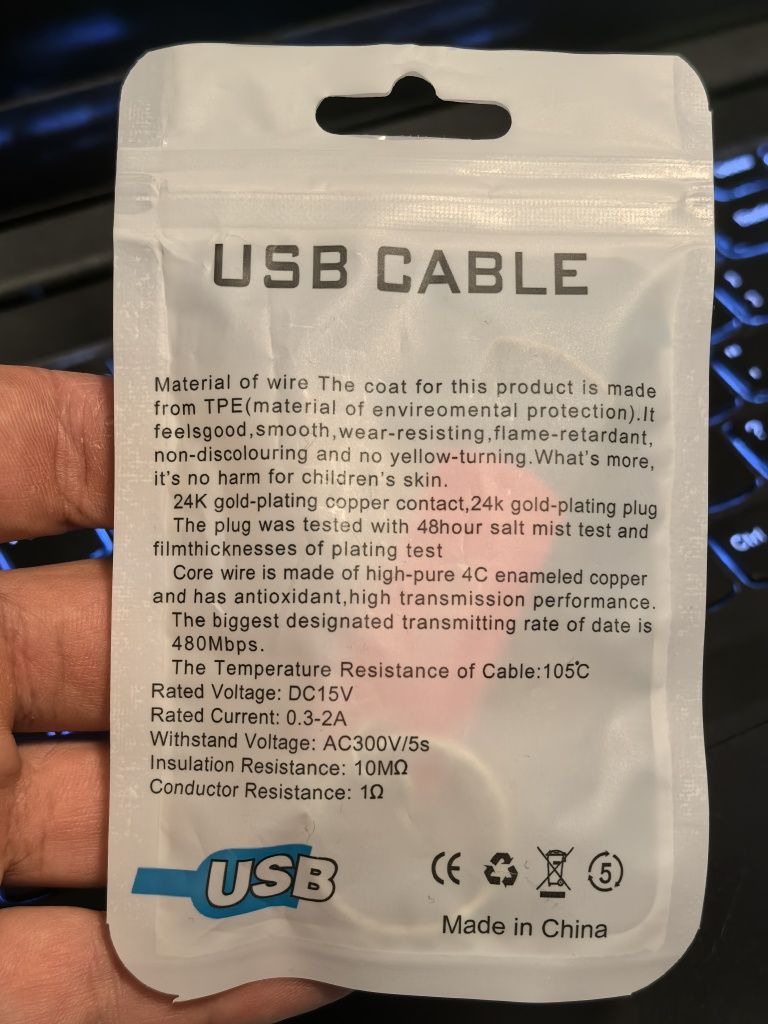 USB CABLE
Material of wire The coat for this product is made
from TPE(material of envireomental protection).It
feelsgood,smooth,wear-resisting,flame-retardant,
non-discolouring and no yellow-turning.What's more,
it's no harm for children's skin.
24K gold-plating copper contact,24k gold-plating plug
The plug was tested with 48hour salt mist test and
filmthicknesses of plating test
Core wire is made of high-pure 4C enameled copper
and has antioxidant,high transmission performance.
The biggest designated transmitting rate of date is
480Mbps.
The Temperature Resistance of Cable:105℃
Rated Voltage: DC15V
Rated Current: 0.3-2A
Withstand Voltage: AC300V/5s
Insulation Resistance: 10MΩ
Conductor Resistance: 1Ω
USB
CE
5
Made in China
Ctrl